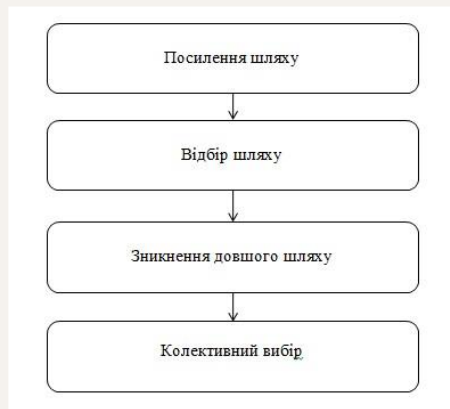 Посилення шляху
Відбір шляху
Зникнення довшого шляху
Колективний вибір